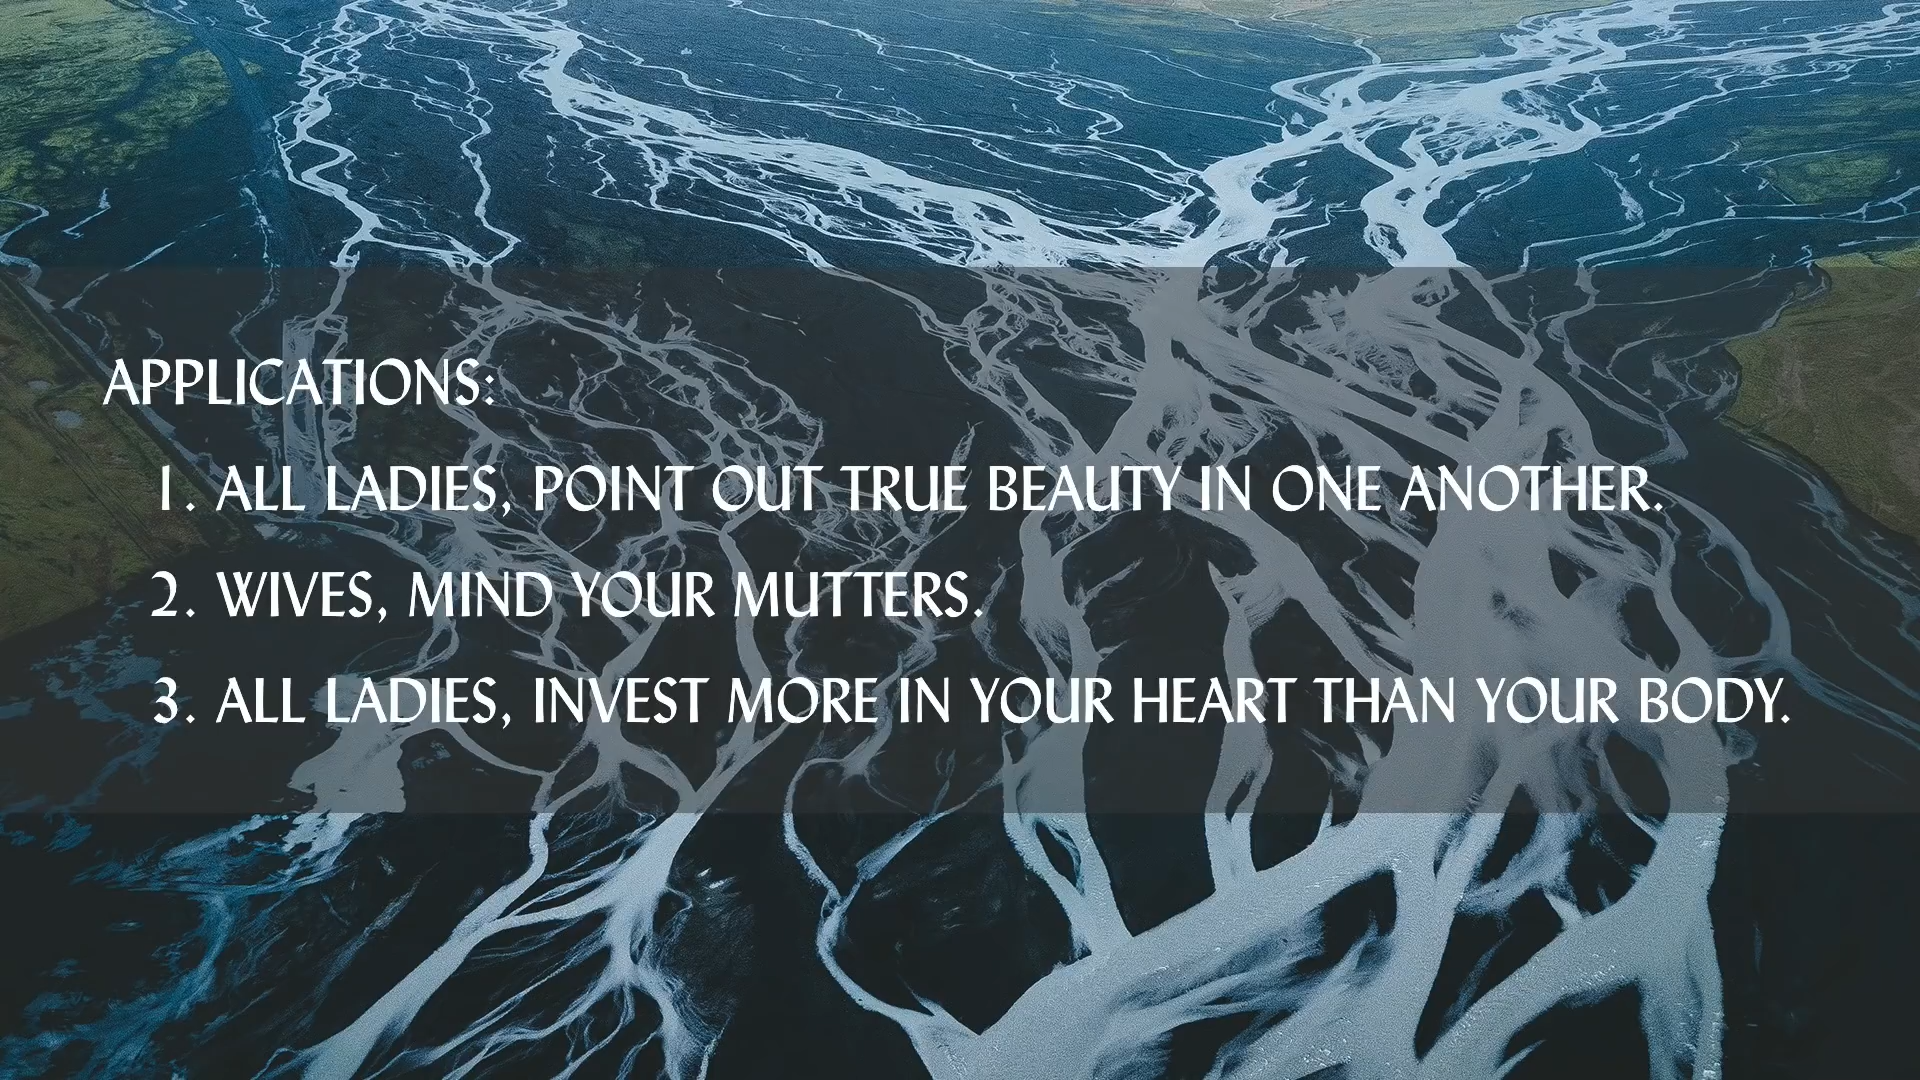 APPLICATIONS:
1. ALL LADIES, POINT OUT TRUE BEAUTY IN ONE ANOTHER.
2. WIVES, MIND YOUR MUTTERS.
3. ALL LADIES, INVEST MORE IN YOUR HEART THAN YOUR BODY.